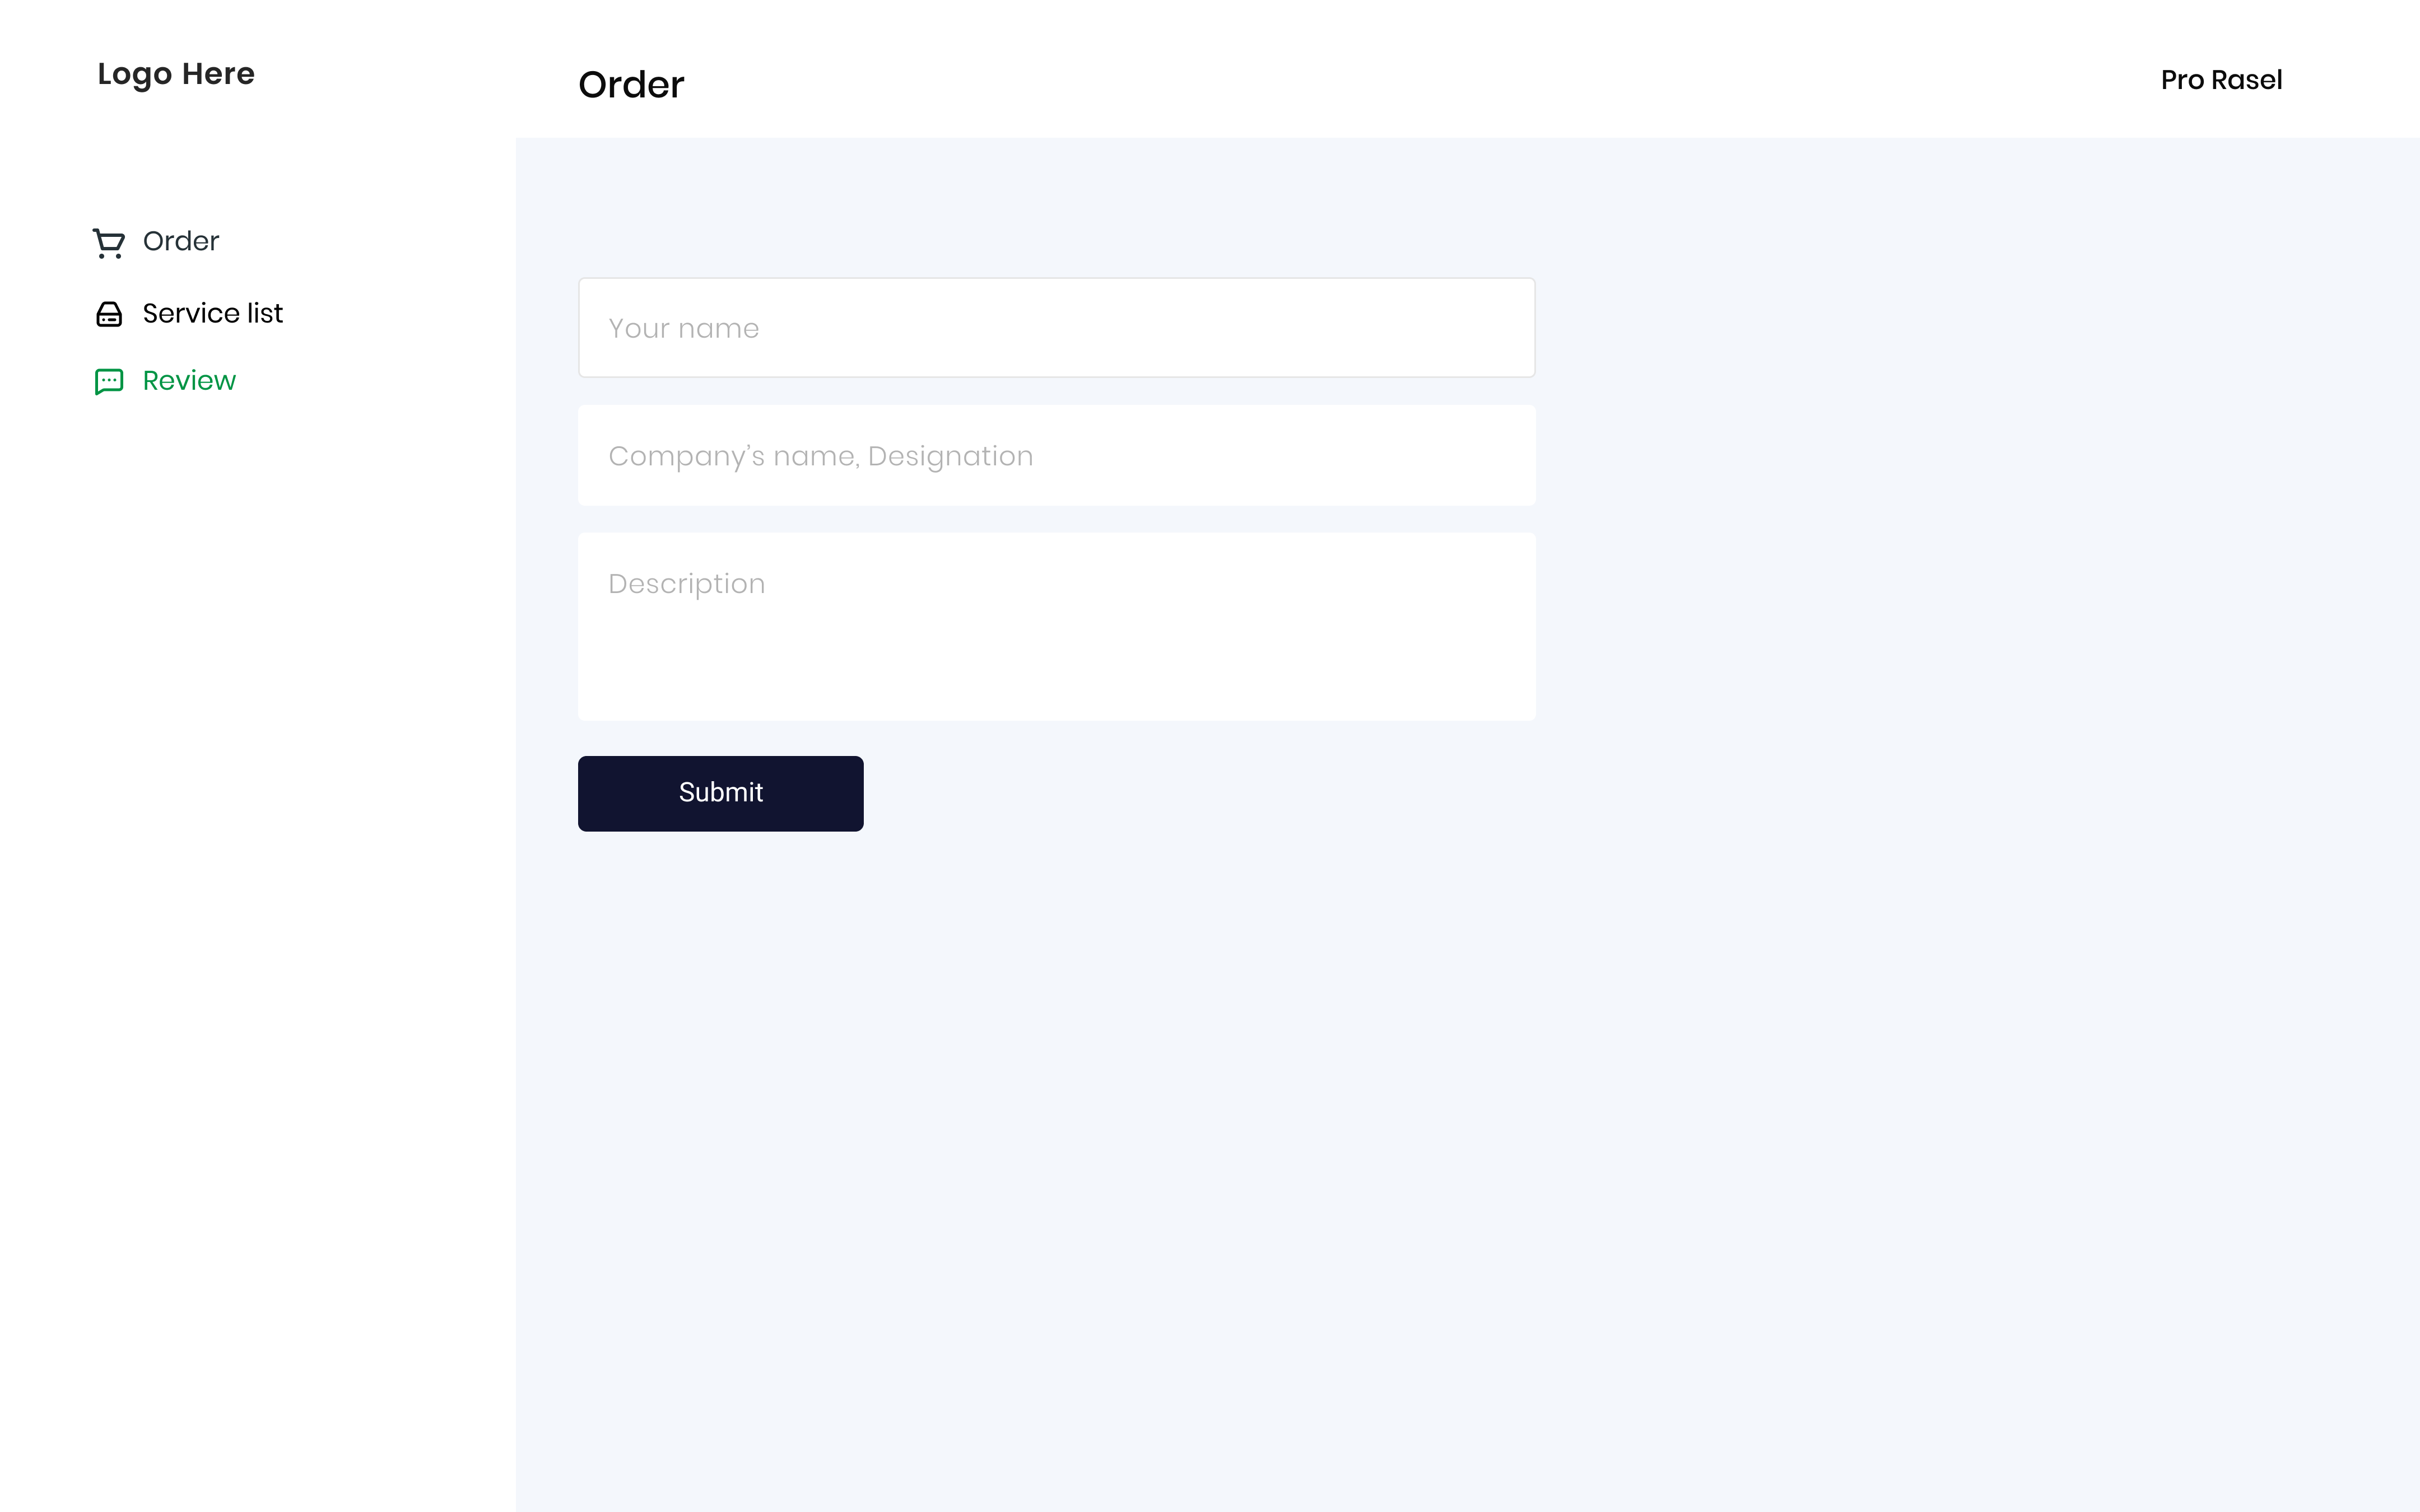 Logo Here
Order
Pro Rasel
Order
Service list
Review
Your name
Company’s name, Designation
Description
Submit